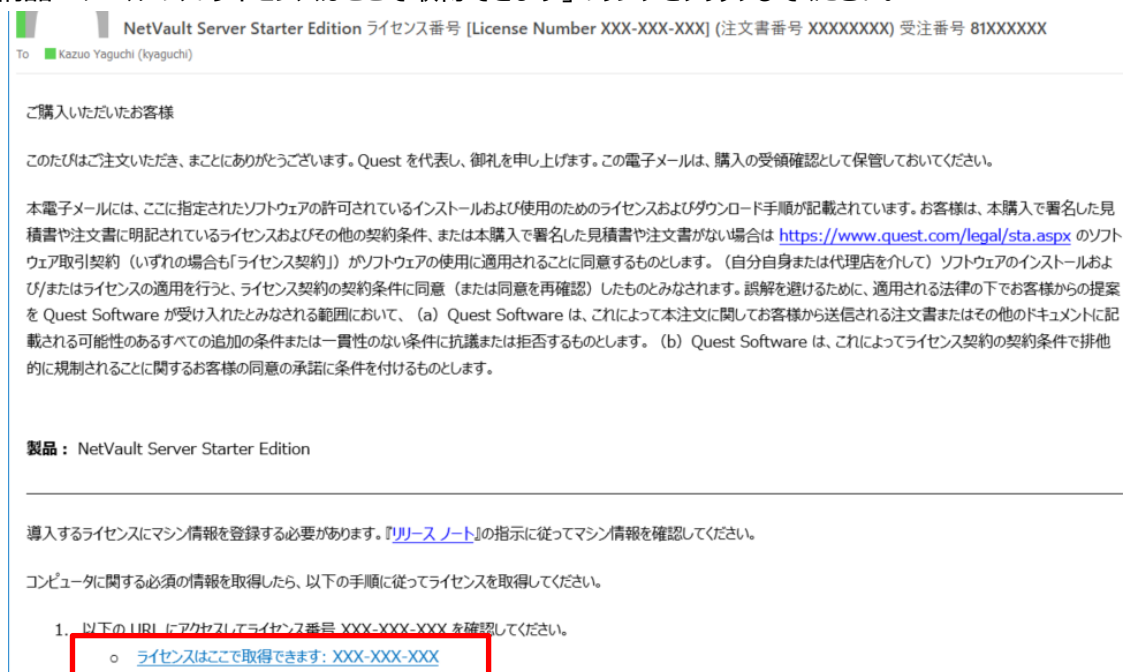 NetVault Server Starter Edition ライセンス番号 [License Number XXX-XXX-XXX] (注文書番号 XXXXXXXX) 受注番号 81XXXXXX
To Kazuo Yaguchi (kyaguchi)
ご購入いただいたお客様
このたびはご注文いただき、まことにありがとうございます。Quest を代表し、御礼を申し上げます。この電子メールは、購入の受領確認として保管しておいてください。
本電子メールには、ここに指定されたソフトウェアの許可されているインストールおよび使用のためのライセンスおよびダウンロード手順が記載されています。お客様は、本購入で署名した見
積書や注文書に明記されているライセンスおよびその他の契約条件、または本購入で署名した見積書や注文書がない場合は https://www.quest.com/legal/sta.aspx のソフト
ウェア取引契約（いずれの場合も「ライセンス契約」）がソフトウェアの使用に適用されることに同意するものとします。（自分自身または代理店を介して）ソフトウェアのインストールおよ
び/またはライセンスの適用を行うと、ライセンス契約の契約条件に同意（または同意を再確認）したものとみなされます。誤解を避けるために、適用される法律の下でお客様からの提案
を Quest Software が受け入れたとみなされる範囲において、（a）Quest Software は、これによって本注文に関してお客様から送信される注文書またはその他のドキュメントに記
載される可能性のあるすべての追加の条件または一貫性のない条件に抗議または拒否するものとします。（b）Quest Software は、これによってライセンス契約の契約条件で排他
的に規制されることに関するお客様の同意の承諾に条件を付けるものとします。
製品： NetVault Server Starter Edition
導入するライセンスにマシン情報を登録する必要があります。『リリース ノート』の指示に従ってマシン情報を確認してください。
コンピュータに関する必須の情報を取得したら、以下の手順に従ってライセンスを取得してください。
1. 以下の URL にアクセスしてライセンス番号 XXX-XXX-XXX を確認してください。
○ ライセンスはここで取得できます: XXX-XXX-XXX